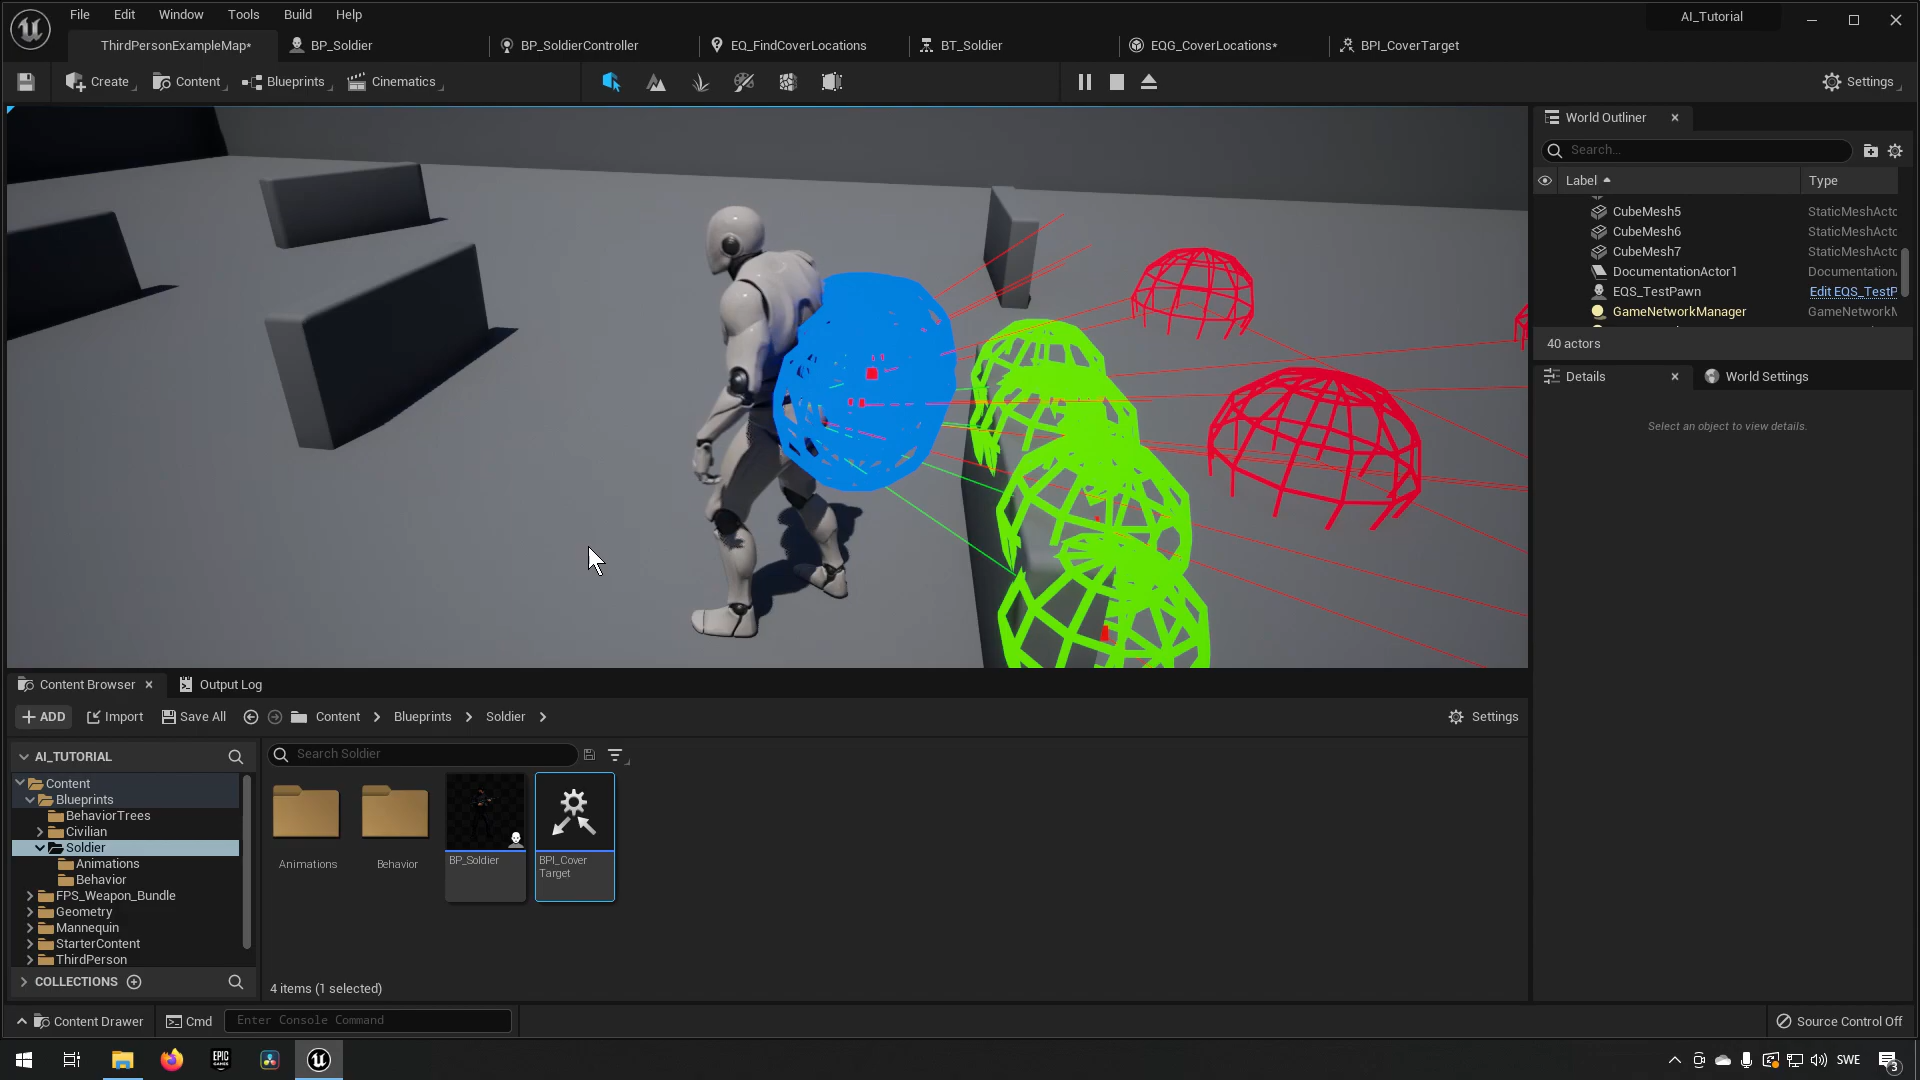 File Edit Window Tools Build Help
AI_Tutorial
ThirdPersonExampleMap*
BP_Soldier
BP_SoldierController
EQ_FindCoverLocations
BT_Soldier
EQG_CoverLocations*
BPI_CoverTarget
Create
Content
Blueprints
Cinematics
Settings
World Outliner
Search...
Label
Type
CubeMesh5 StaticMeshActo
CubeMesh6 StaticMeshActo
CubeMesh7 StaticMeshActo
DocumentationActor1 Documentation
EQS_TestPawn Edit EQS_TestP
GameNetworkManager GameNetworkM
40 actors
Details
World Settings
Select an object to view details.
Content Browser
Output Log
ADD
Import
Save All
Content
Blueprints
Soldier
Settings
AI_TUTORIAL
Search Soldier
Content
Blueprints
BehaviorTrees
Civilian
Soldier
Animations
Behavior
FPS_Weapon_Bundle
Geometry
Mannequin
StarterContent
ThirdPerson
COLLECTIONS
Animations
Behavior
BP_Soldier
BPI_Cover
Target
4 items (1 selected)
Content Drawer
Cmd
Enter Console Command
Source Control Off
EPIC
GAMES
SWE
3